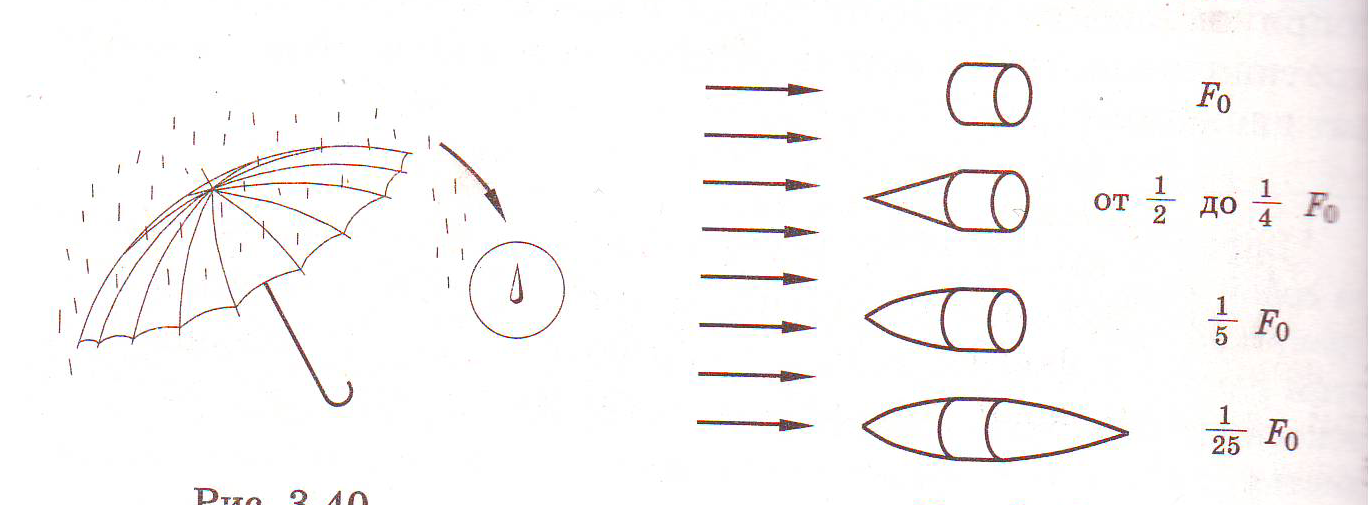 F₀
от 1/2 до 1/4 F₀
1/5 F₀
1/25 F₀
Рис. 3.40